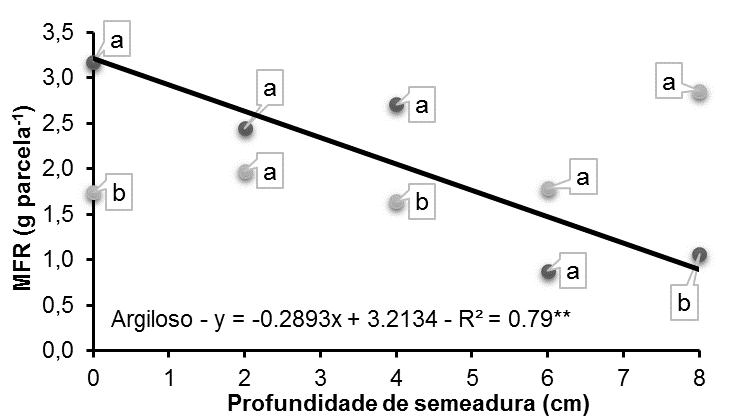 3,5
3,0
2,5
2,0
1,5
1,0
0,5
0,0
MFR (g parcela⁻¹)
a
a
a
a
b
a
b
a
a
b
Argiloso - y = -0.2893x + 3.2134 - R² = 0.79**
0 1 2 3 4 5 6 7 8
Profundidade de semeadura (cm)